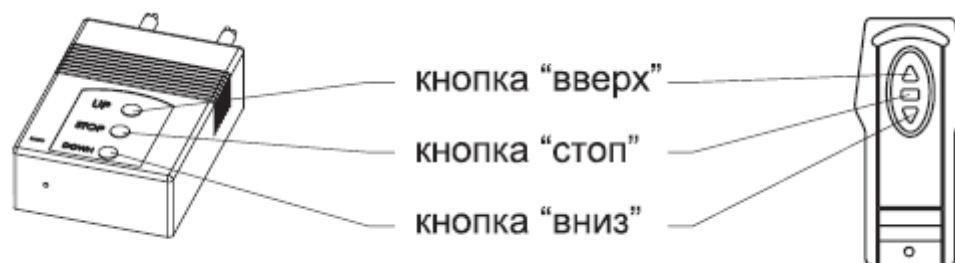 UP
STOP
DOWN
кнопка “вверх”
кнопка “стоп”
кнопка “вниз”